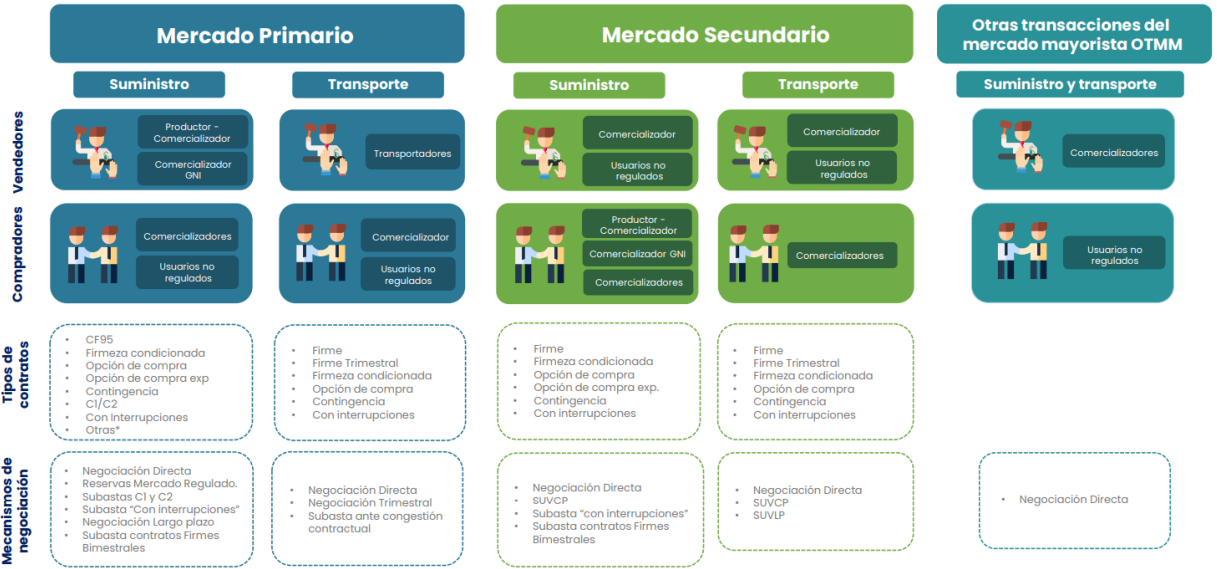 Mercado Primario
Mercado Secundario
Otras transacciones del
mercado mayorista OTMM
Suministro
Transporte
Suministro
Transporte
Suministro y transporte
Vendedores
Productor -
Comercializador
Comercializador
GNI
Transportadores
Comercializador
Usuarios no
regulados
Comercializador
Usuarios no
regulados
Comercializadores
Compradores
Comercializadores
Usuarios no
regulados
Comercializador
Usuarios no
regulados
Productor -
Comercializador
Comercializador GNI
Comercializadores
Comercializadores
Usuarios no
regulados
Tipos de
contratos
• CF95
• Firmeza condicionada
• Opción de compra
• Opción de compra exp
• Contingencia
• C1/C2
• Con Interrupciones
• Otras*
• Firme
• Firme Trimestral
• Firmeza condicionada
• Opción de compra
• Contingencia
• Con interrupciones
• Firme
• Firmeza condicionada
• Opción de compra
• Opción de compra exp.
• Contingencia
• Con interrupciones
• Firme
• Firme Trimestral
• Firmeza condicionada
• Opción de compra
• Contingencia
• Con interrupciones
Mecanismos de
negociación
• Negociación Directa
• Reservas Mercado Regulado.
• Subastas C1 y C2
• Subasta “Con interrupciones”
• Negociación Largo plazo
• Subasta contratos Firmes
Bimestrales
• Negociación Directa
• Negociación Trimestral
• Subasta ante congestión
contractual
• Negociación Directa
• SUVCP
• Subasta “con interrupciones”
• Subasta contratos Firmes
Bimestrales
• Negociación Directa
• SUVCP
• SUVLP
• Negociación Directa